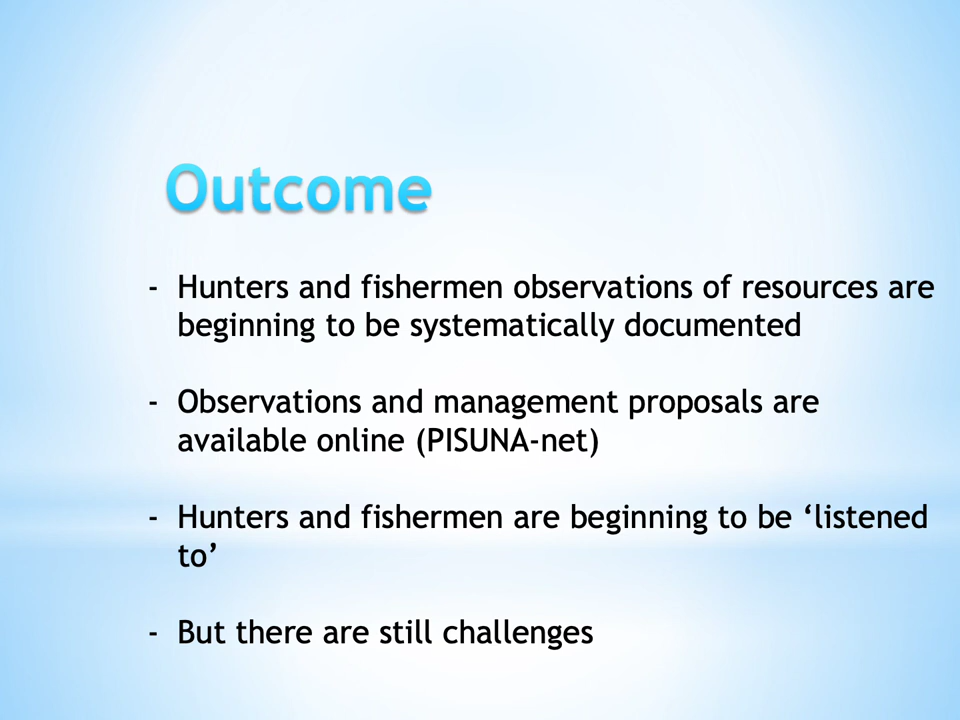 Outcome
- Hunters and fishermen observations of resources are
beginning to be systematically documented
- Observations and management proposals are
available online (PISUNA-net)
- Hunters and fishermen are beginning to be ‘listened
to’
- But there are still challenges